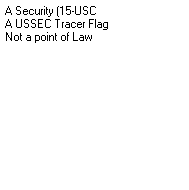 A Security (15-USC
A USSEC Tracer Flag
Not a point of Law